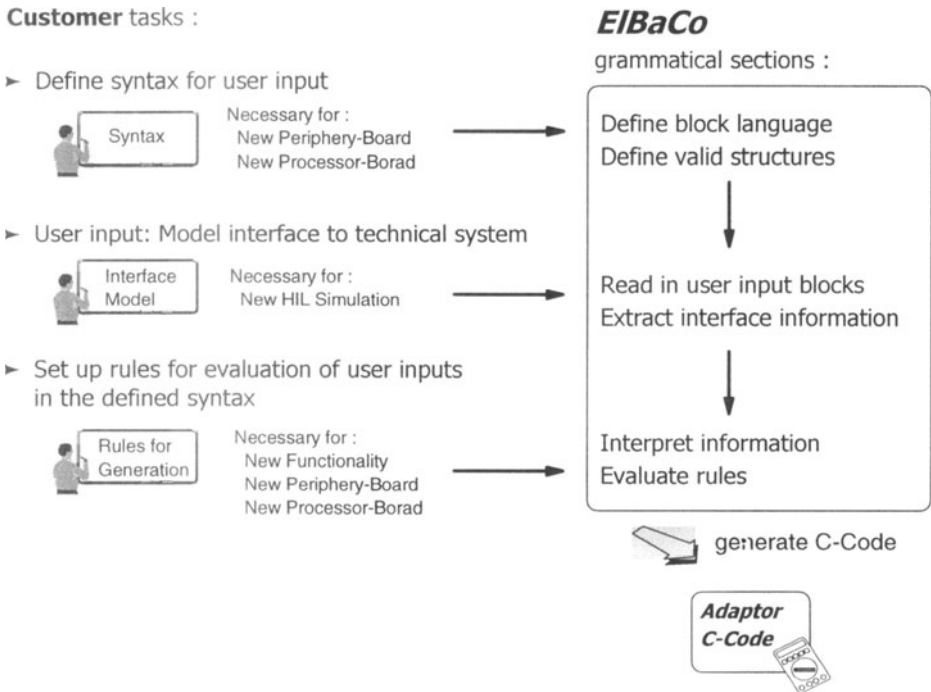 Customer tasks :
► Define syntax for user input
Syntax
Necessary for :
New Periphery-Board
New Processor-Borad
► User input: Model interface to technical system
Interface
Model
Necessary for :
New HIL Simulation
► Set up rules for evaluation of user inputs
in the defined syntax
Rules for
Generation
Necessary for :
New Functionality
New Periphery-Board
New Processor-Borad
ElBaCo
grammatical sections :
Define block language
Define valid structures
Read in user input blocks
Extract interface information
Interpret information
Evaluate rules
generate C-Code
Adaptor
C-Code